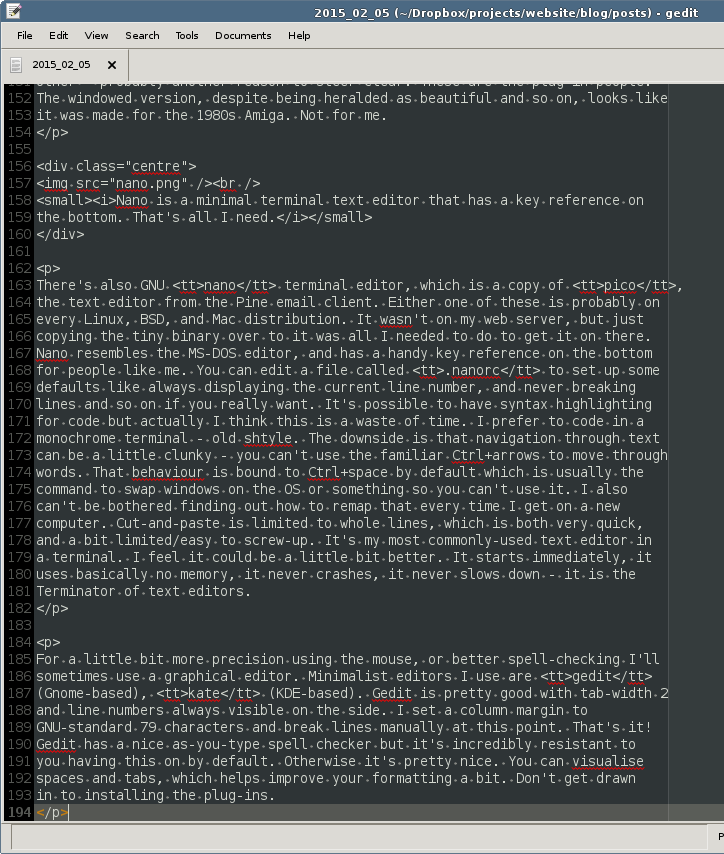 2015_02_05 (~/Dropbox/projects/website/blog/posts) - gedit
File Edit View Search Tools Documents Help
2015_02_05
152 The windowed version, despite being heralded as beautiful and so on, looks like
153 it was made for the 1980s Amiga. Not for me.
154 </p>
155
156 <div class="centre">
157 <img src="nano.png" /><br />
158 <small><i>Nano is a minimal terminal text editor that has a key reference on
159 the bottom. That's all I need.</i></small>
160 </div>
161
162 <p>
163 There's also GNU <tt>nano</tt> terminal editor, which is a copy of <tt>pico</tt>,
164 the text editor from the Pine email client. Either one of these is probably on
165 every Linux, BSD, and Mac distribution. It wasn't on my web server, but just
166 copying the tiny binary over to it was all I needed to do to get it on there.
167 Nano resembles the MS-DOS editor, and has a handy key reference on the bottom
168 for people like me. You can edit a file called <tt>.nanorc</tt> to set up some
169 defaults like always displaying the current line number, and never breaking
170 lines and so on if you really want. It's possible to have syntax highlighting
171 for code but actually I think this is a waste of time. I prefer to code in a
172 monochrome terminal - old shtyle. The downside is that navigation through text
173 can be a little clunky - you can't use the familiar Ctrl+arrows to move through
174 words. That behaviour is bound to Ctrl+space by default which is usually the
175 command to swap windows on the OS or something so you can't use it. I also
176 can't be bothered finding out how to remap that every time I get on a new
177 computer. Cut-and-paste is limited to whole lines, which is both very quick,
178 and a bit limited/easy to screw-up. It's my most commonly-used text editor in
179 a terminal. I feel it could be a little bit better. It starts immediately, it
180 uses basically no memory, it never crashes, it never slows down - it is the
181 Terminator of text editors.
182 </p>
183
184 <p>
185 For a little bit more precision using the mouse, or better spell-checking I'll
186 sometimes use a graphical editor. Minimalist editors I use are <tt>gedit</tt>
187 (Gnome-based), <tt>kate</tt> (KDE-based). Gedit is pretty good with tab-width 2
188 and line numbers always visible on the side. I set a column margin to
189 GNU-standard 79 characters and break lines manually at this point. That's it!
190 Gedit has a nice as-you-type spell checker but it's incredibly resistant to
191 you having this on by default. Otherwise it's pretty nice. You can visualise
192 spaces and tabs, which helps improve your formatting a bit. Don't get drawn
193 in to installing the plug-ins.
194 </p>